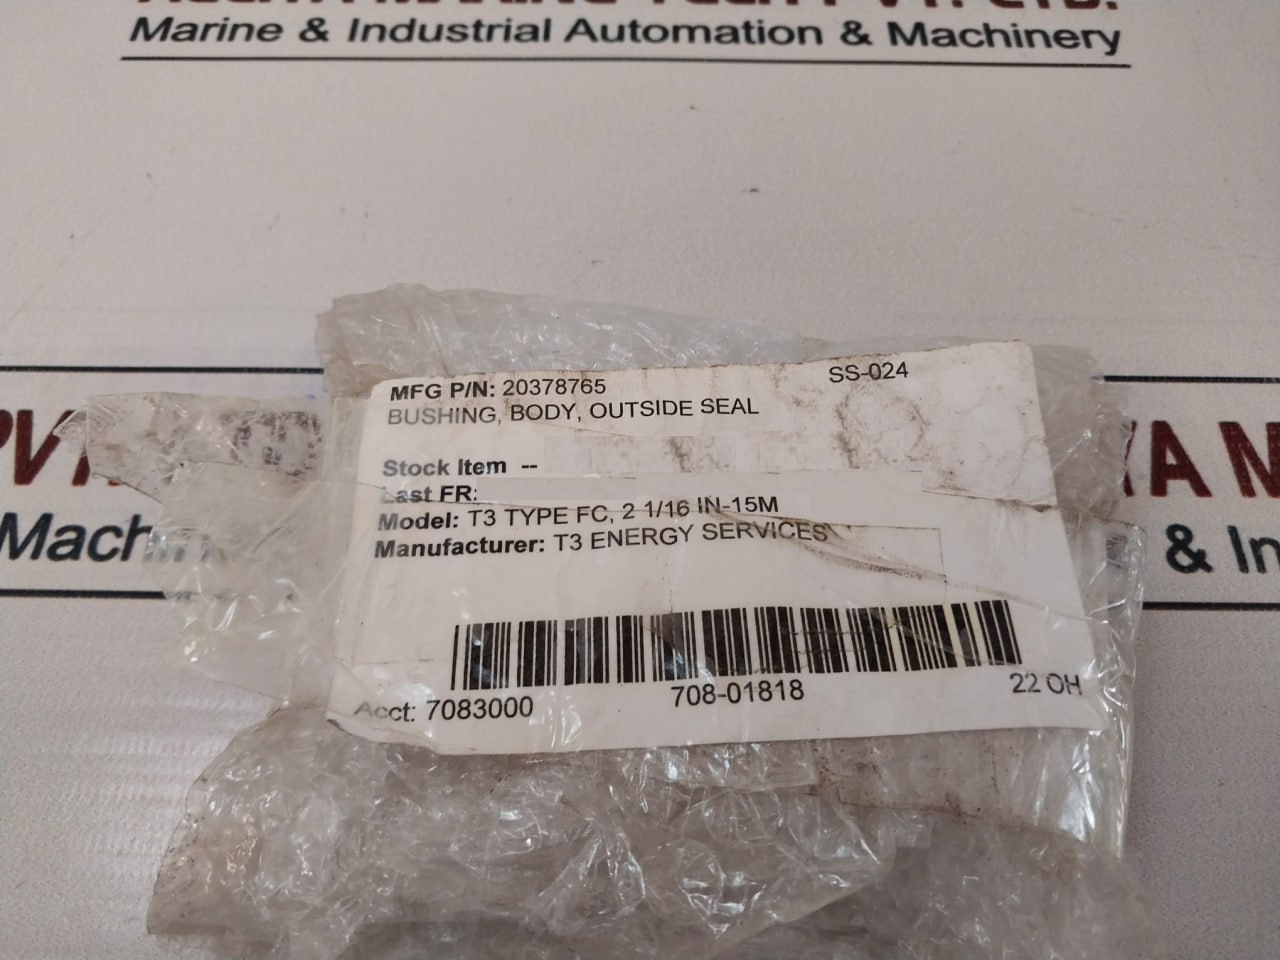 Marine & Industrial Automation & Machinery
MFG P/N: 20378765
SS-024
BUSHING, BODY, OUTSIDE SEAL
Stock Item --
Last FR:
Model: T3 TYPE FC, 2 1/16 IN-15M
Manufacturer: T3 ENERGY SERVICES
708-01818
Acct: 7083000
22 OH
& In